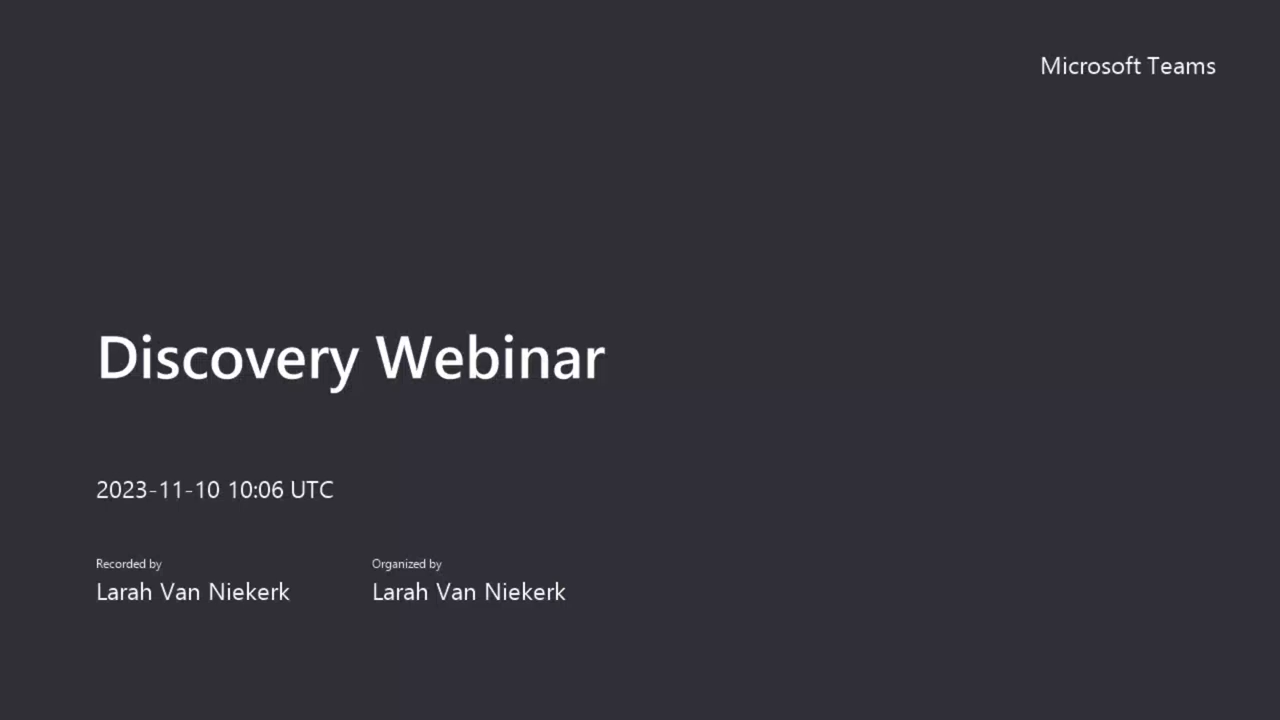 Microsoft Teams
Discovery Webinar
2023-11-10 10:06 UTC
Recorded by
Larah Van Niekerk
Organized by
Larah Van Niekerk